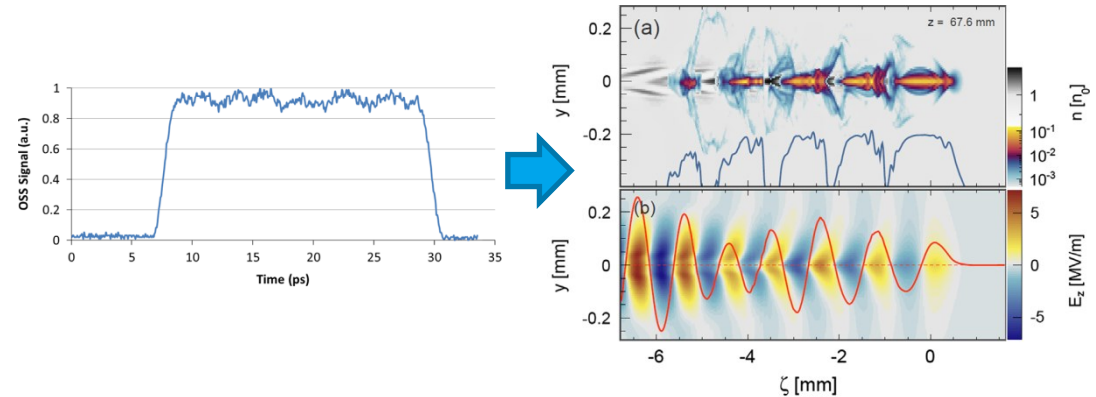 OSS Signal (a.u.)
1
0.8
0.6
0.4
0.2
0
0 5 10 15 20 25 30 35
Time (ps)
(a)
z = 67.6 mm
y [mm]
0.2
0
-0.2
n [n0]
1
10⁻¹
10⁻²
10⁻³
(b)
y [mm]
0.2
0
-0.2
Ez [MV/m]
5
0
-5
-6 -4 -2 0
ζ [mm]